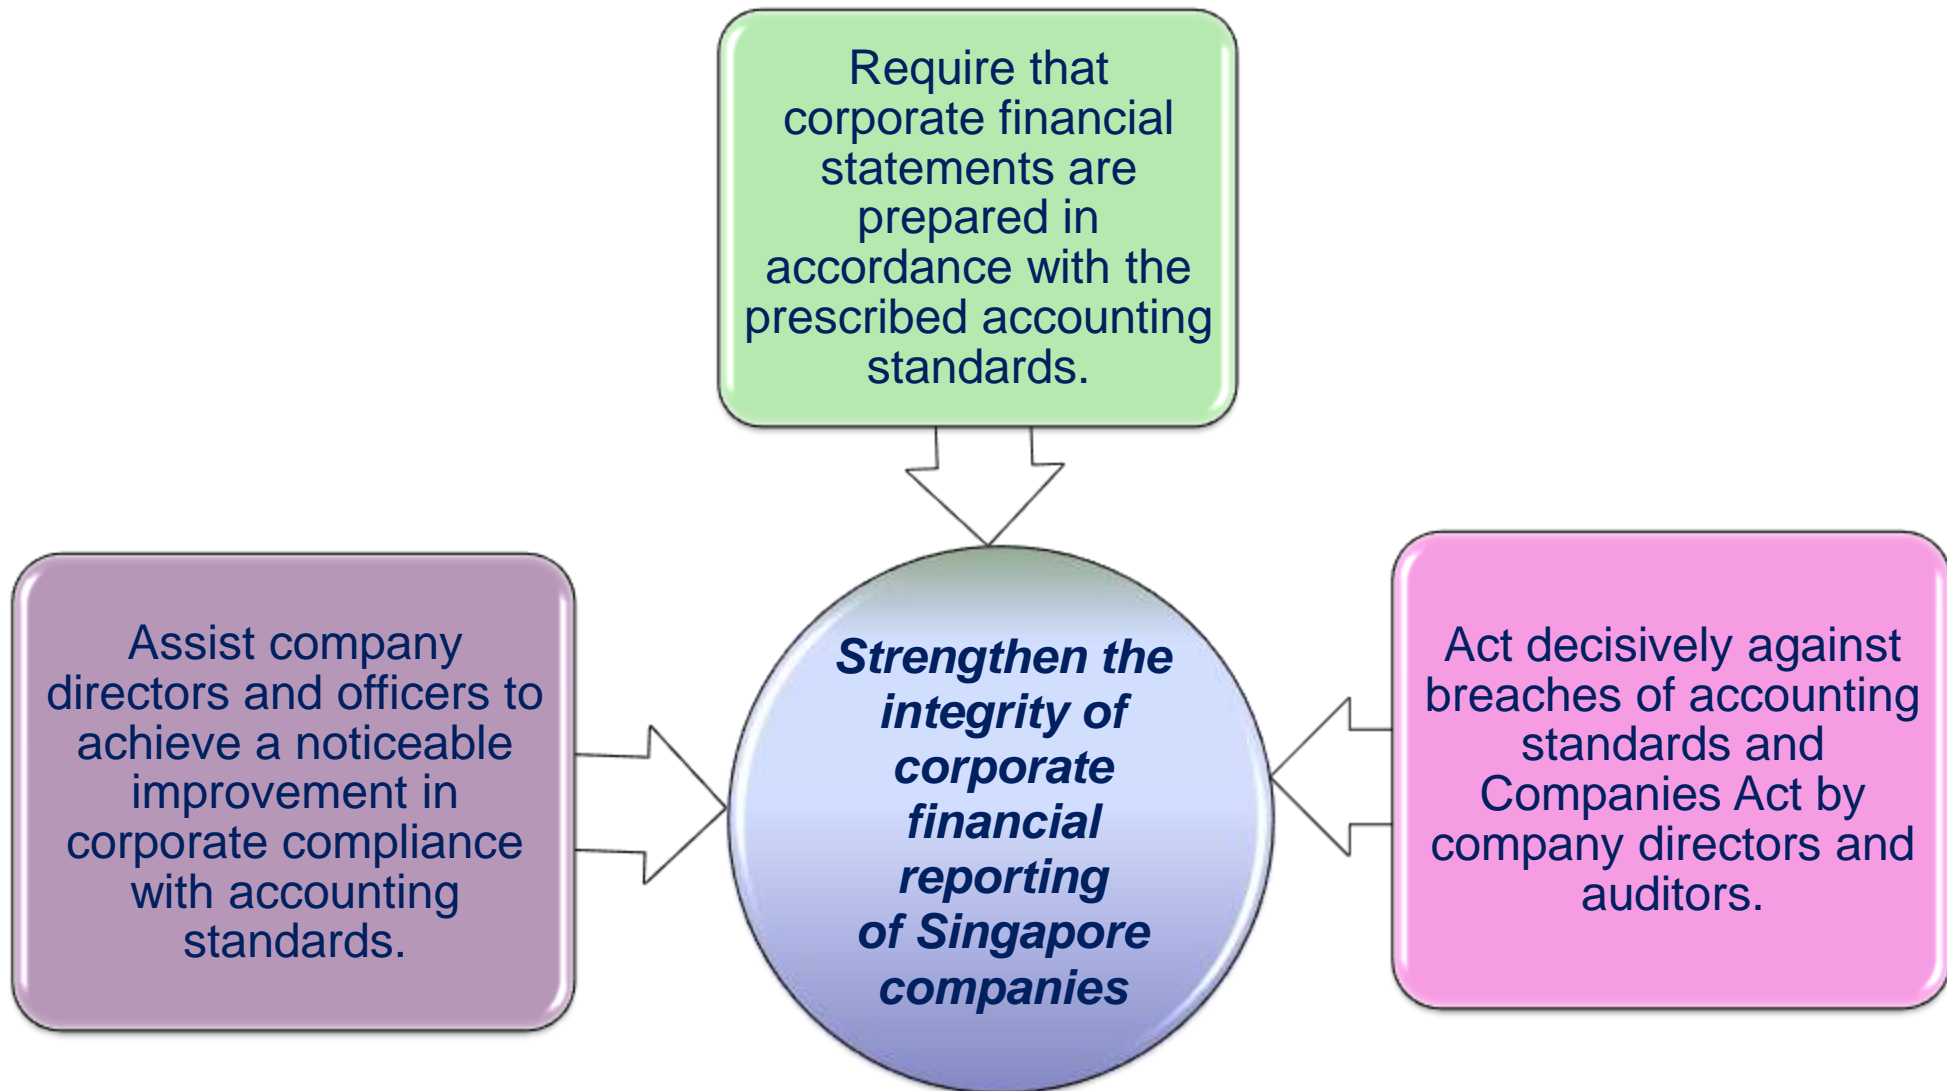 Require that
corporate financial
statements are
prepared in
accordance with the
prescribed accounting
standards.
Assist company
directors and officers to
achieve a noticeable
improvement in
corporate compliance
with accounting
standards.
Strengthen the
integrity of
corporate
financial
reporting
of Singapore
companies
Act decisively against
breaches of accounting
standards and
Companies Act by
company directors and
auditors.